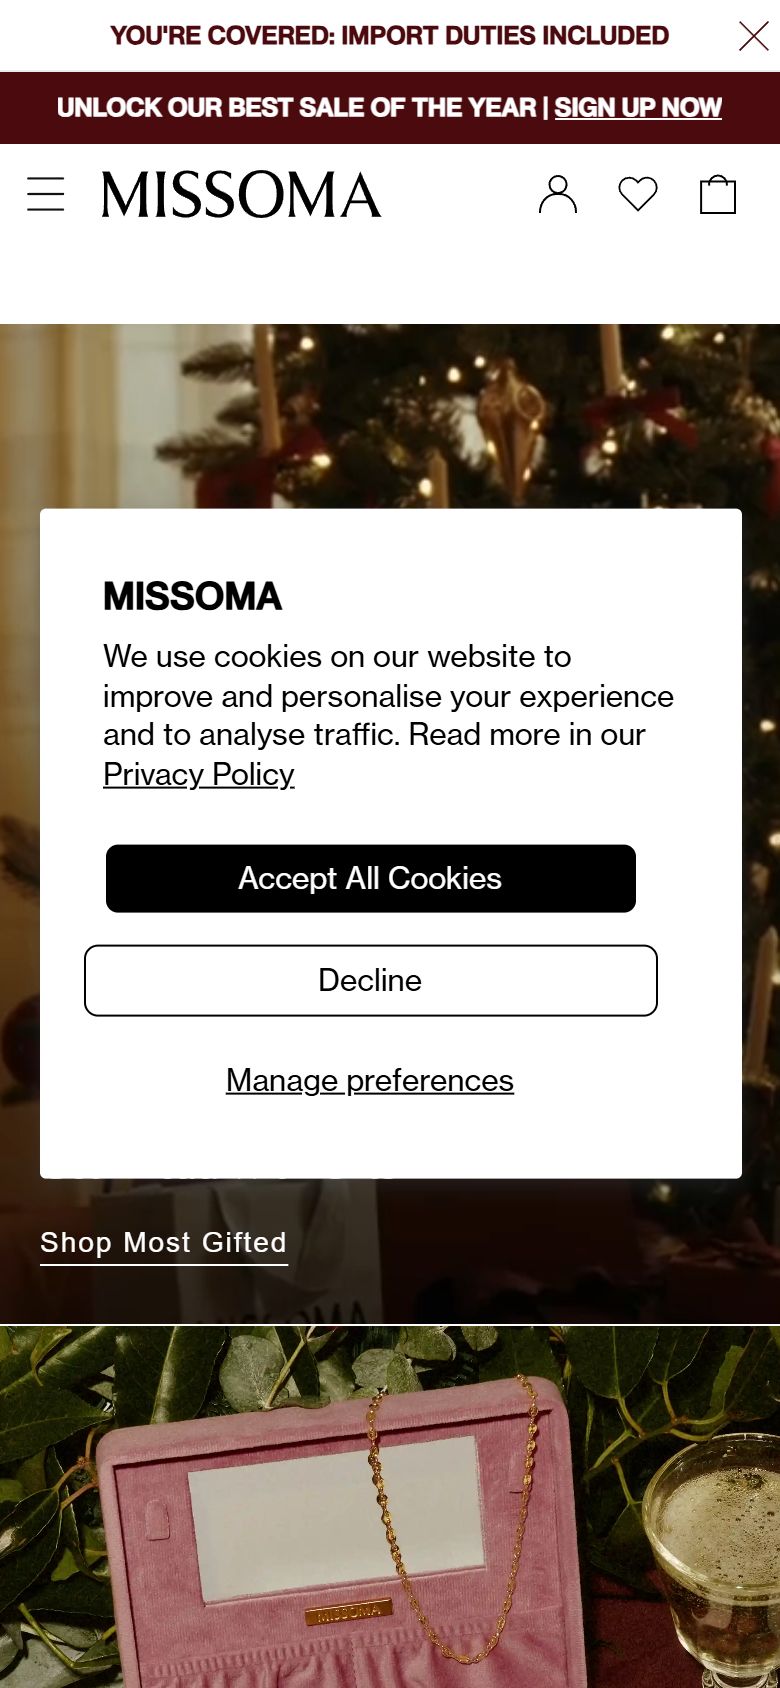 YOU'RE COVERED: IMPORT DUTIES INCLUDED
UNLOCK OUR BEST SALE OF THE YEAR | SIGN UP NOW
MISSOMA
MISSOMA
We use cookies on our website to
improve and personalise your experience
and to analyse traffic. Read more in our
Privacy Policy
Accept All Cookies
Decline
Manage preferences
Shop Most Gifted
MISSOMA
MISSOMA